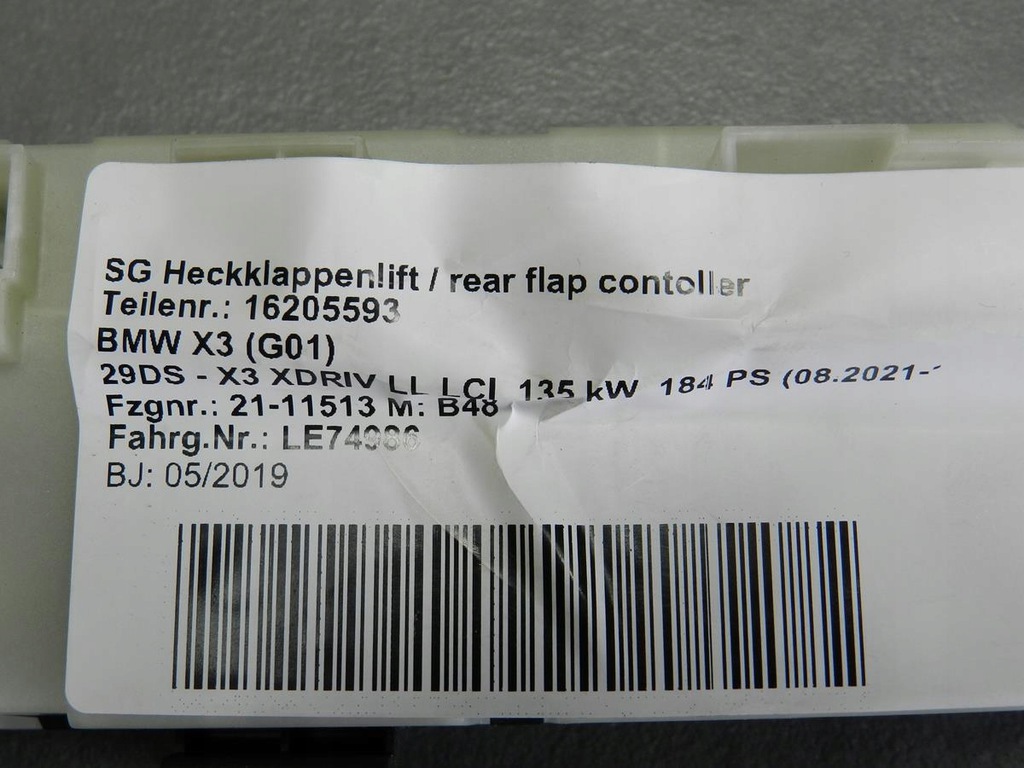 SG Heckklappenlift / rear flap contoller
Teilenr.: 16205593
BMW X3 (G01)
29DS - X3 XDRIV LL LCI 135 kW 184 PS (08.2021-
Fzgnr.: 21-11513 M: B48
Fahrg.Nr.:
BJ: 05/2019